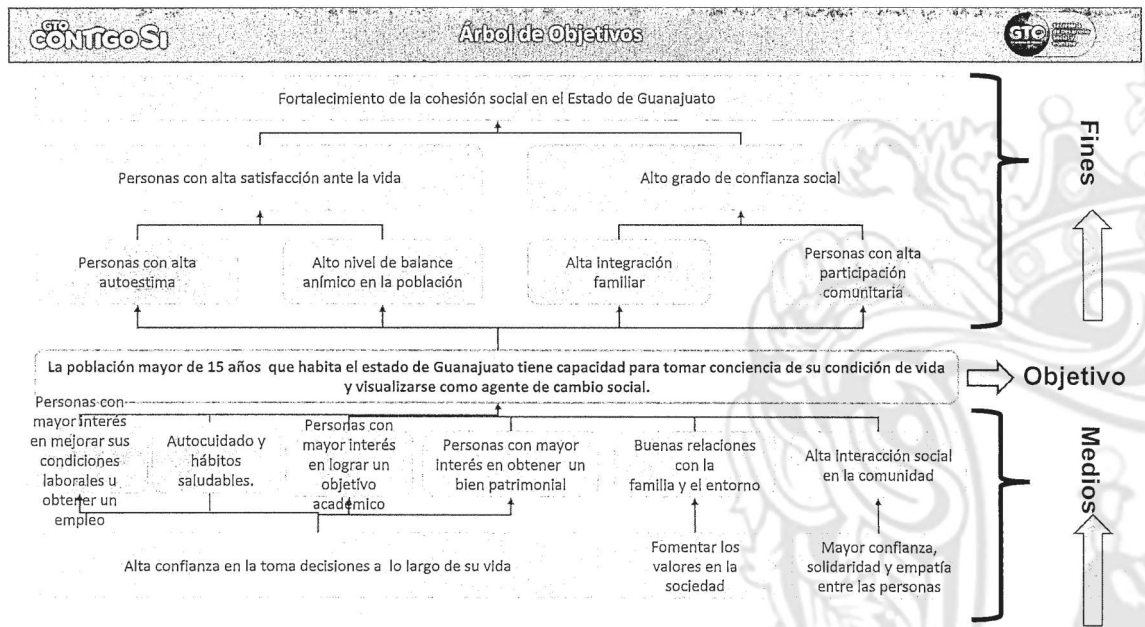 GTO
CONTIGO SÍ
Árbol de Objetivos
GTO
Fortalecimiento de la cohesión social en el Estado de Guanajuato
Personas con alta satisfacción ante la vida
Alto grado de confianza social
Personas con alta
autoestima
Alto nivel de balance
anímico en la población
Alta integración
familiar
Personas con alta
participación
comunitaria
Fines
La población mayor de 15 años que habita el estado de Guanajuato tiene capacidad para tomar conciencia de su condición de vida
y visualizarse como agente de cambio social.
Objetivo
Personas con
mayor interés
en mejorar sus
condiciones
laborales u
obtener un
empleo
Autocuidado y
hábitos
saludables.
Personas con
mayor interés
en lograr un
objetivo
académico
Personas con mayor
interés en obtener un
bien patrimonial
Buenas relaciones
con la
familia y el entorno
Alta interacción social
en la comunidad
Medios
Alta confianza en la toma decisiones a lo largo de su vida
Fomentar los
valores en la
sociedad
Mayor confianza,
solidaridad y empatía
entre las personas